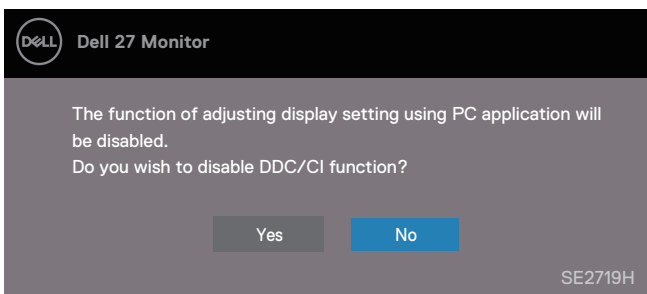 DELL Dell 27 Monitor
The function of adjusting display setting using PC application will
be disabled.
Do you wish to disable DDC/CI function?
Yes No
SE2719H